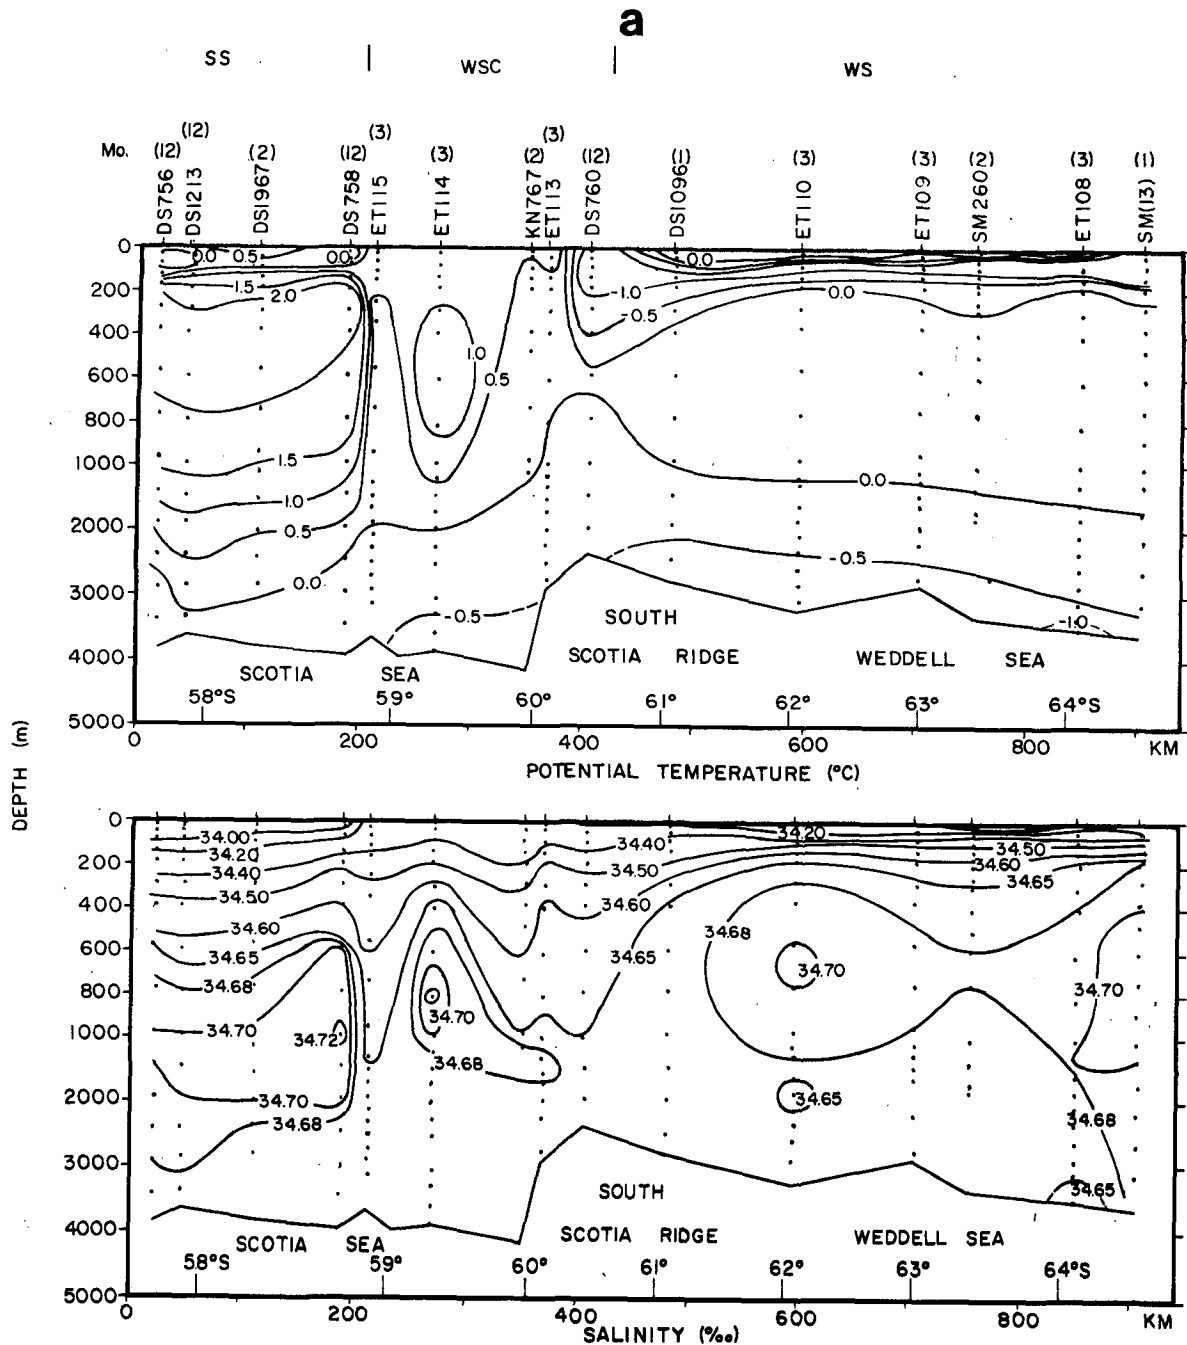 a
SS | WSC | WS
Mo. (12) (12) (2) (12) (3) (3) (2) (3) (12) (1) (3) (3) (2) (3) (1)
DS756 DS1213 DS1967 DS758 ET115 ET114 KN767 ET113 DS760 DS1096 ET110 ET109 SM260 ET108 SM(13)
0 0.0 0.5 0.0 0.0
200 1.5 2.0 -1.0 0.0
-0.5
400 1.0
600 0.5
800
1000 1.5 0.0
1.0
2000 0.5
-0.5
3000 0.0
-0.5 SOUTH -1.0
4000 SCOTIA SEA SCOTIA RIDGE WEDDELL SEA
58°S 59° 60° 61° 62° 63° 64°S
5000
0 200 400 600 800 KM
POTENTIAL TEMPERATURE (°C)
DEPTH (m)
0 34.00 34.20
34.20 34.40 34.50
200 34.40 34.50 34.60
34.50 34.65
400 34.60
34.60 34.68
600 34.65 34.65
34.70
800 34.68 34.70
34.70
1000 34.70 34.72
34.68
2000 34.70 34.65
34.68 34.68
3000
SOUTH 34.65
4000 SCOTIA SEA SCOTIA RIDGE WEDDELL SEA
58°S 59° 60° 61° 62° 63° 64°S
5000
0 200 400 600 800 KM
SALINITY (‰)